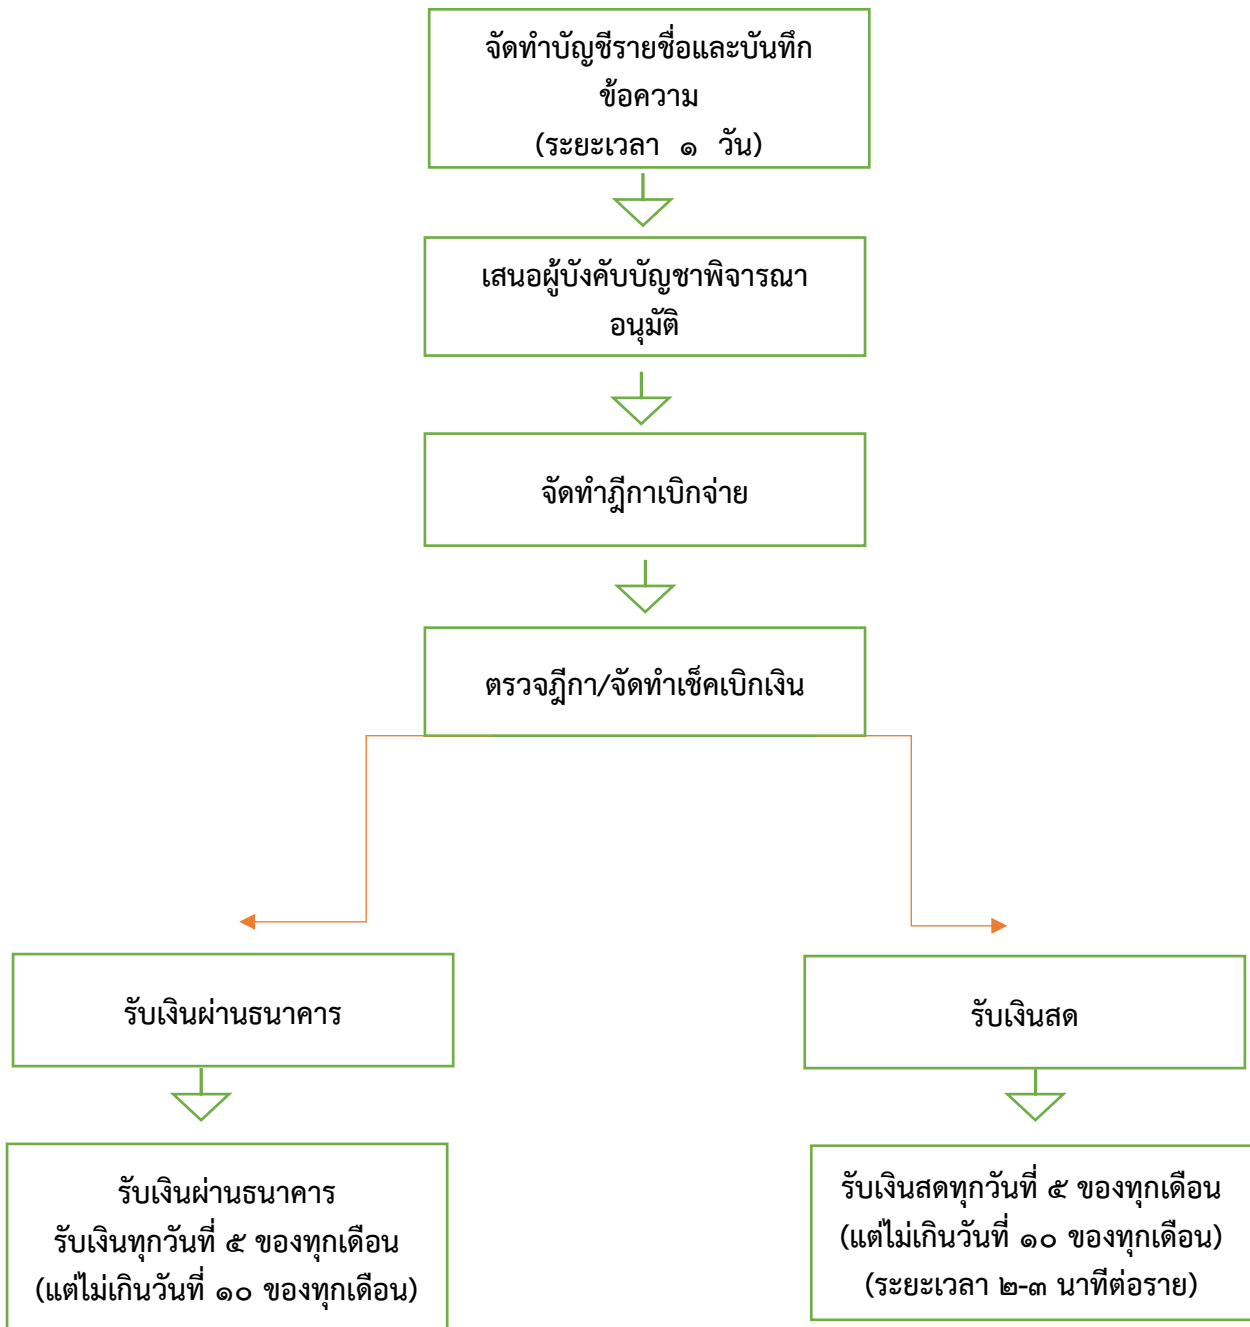 จัดทำบัญชีรายชื่อและบันทึก
ข้อความ
(ระยะเวลา ๑ วัน)
เสนอผู้บังคับบัญชาพิจารณา
อนุมัติ
จัดทำฎีกาเบิกจ่าย
ตรวจฎีกา/จัดทำเช็คเบิกเงิน
รับเงินผ่านธนาคาร
รับเงินสด
รับเงินผ่านธนาคาร
รับเงินทุกวันที่ ๕ ของทุกเดือน
(แต่ไม่เกินวันที่ ๑๐ ของทุกเดือน)
รับเงินสดทุกวันที่ ๕ ของทุกเดือน
(แต่ไม่เกินวันที่ ๑๐ ของทุกเดือน)
(ระยะเวลา ๒-๓ นาทีต่อราย)